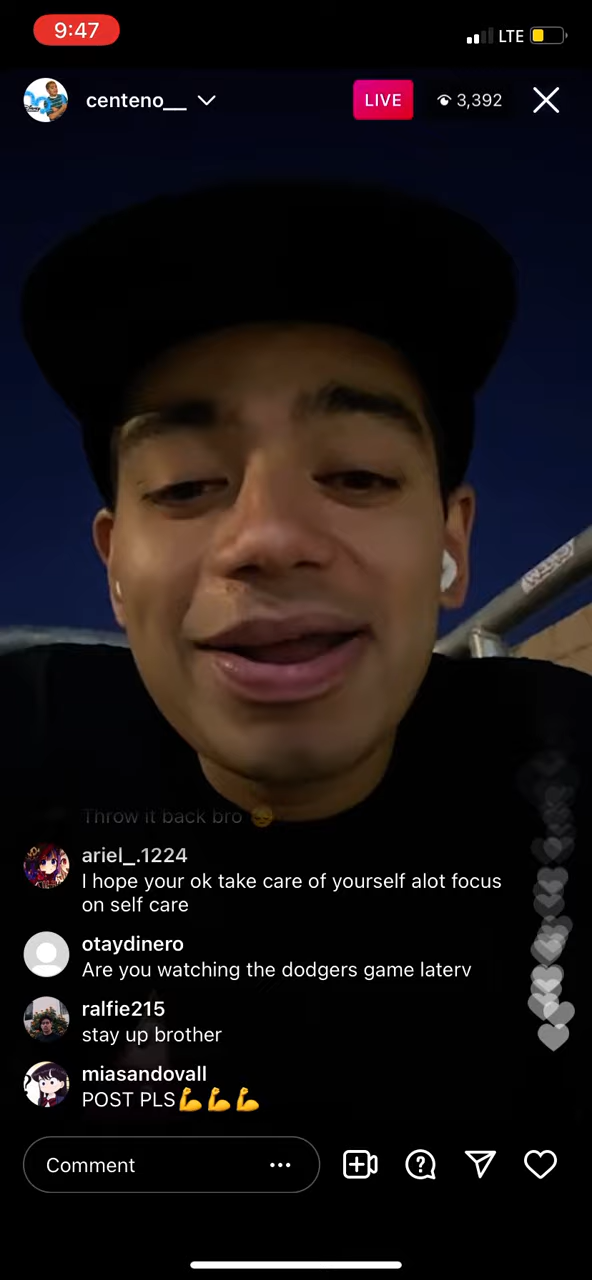 9:47
LTE
centeno__
LIVE
3,392
Throw it back bro 😔
ariel_.1224
I hope your ok take care of yourself alot focus
on self care
otaydinero
Are you watching the dodgers game laterv
ralfie215
stay up brother
miasandovall
POST PLS💪💪💪
Comment